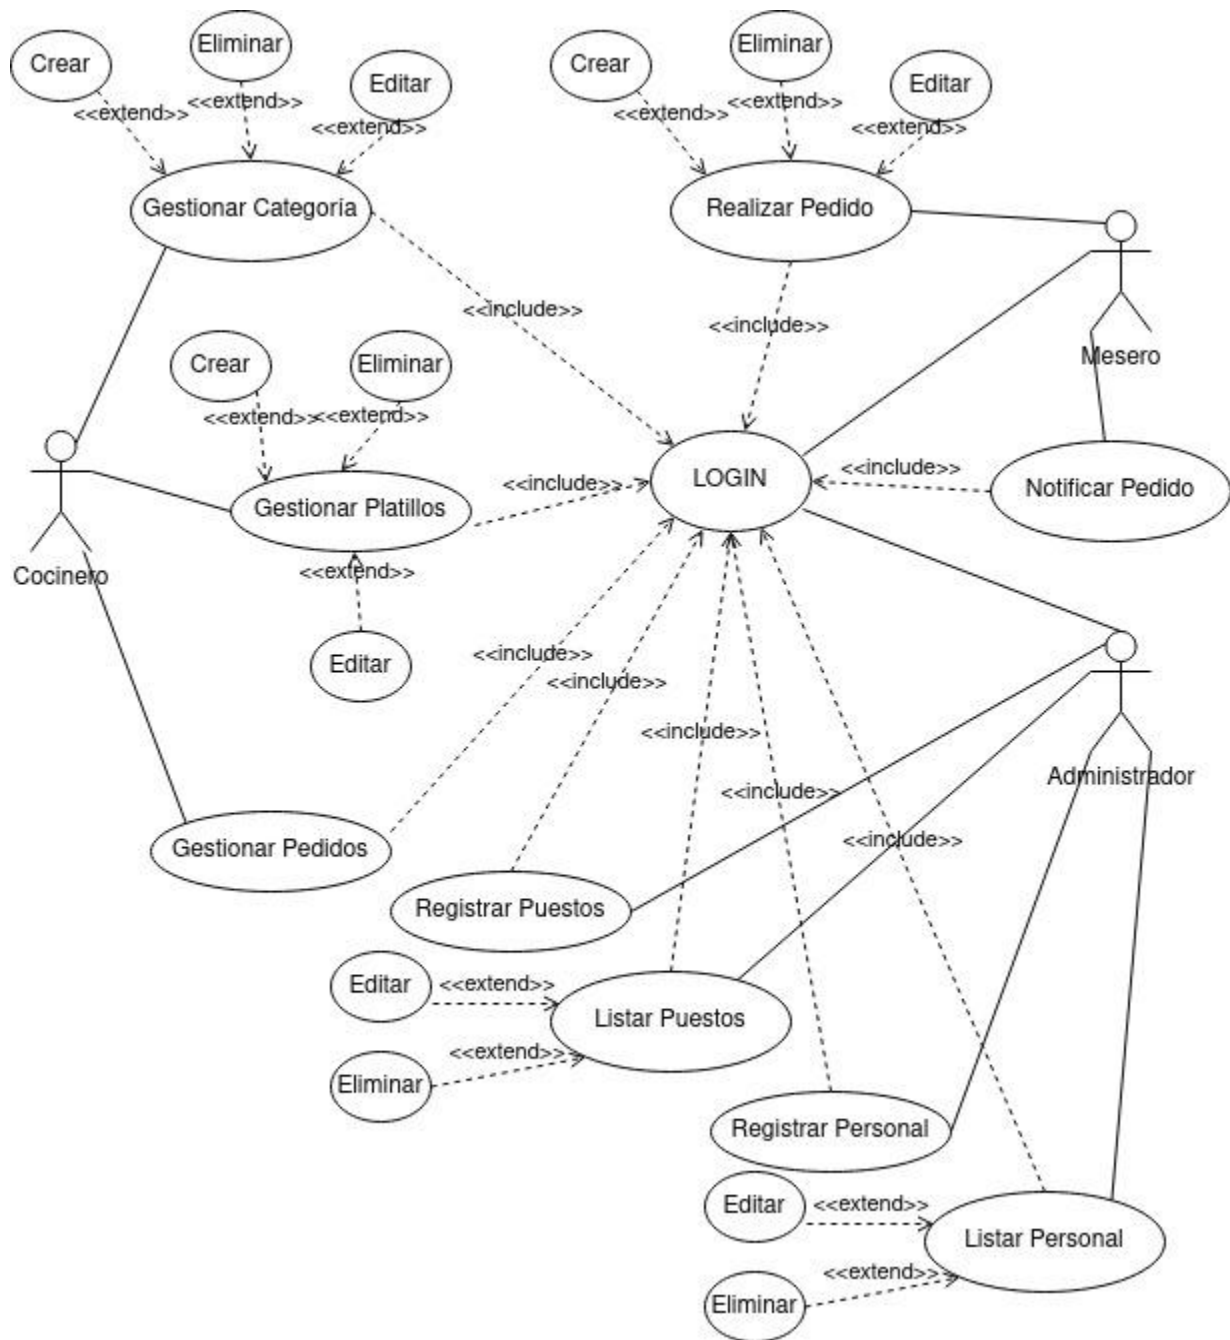 Eliminar
Eliminar
Crear
Crear
Editar
Editar
<<extend>>
<<extend>>
<<extend>>
<<extend>>
<<extend>>
<<extend>>
Gestionar Categoría
Realizar Pedido
<<include>>
<<include>>
Mesero
Crear
Eliminar
<<extend>>
<<extend>>
LOGIN
<<include>>
<<include>>
Notificar Pedido
Gestionar Platillos
Cocinero
<<extend>>
Editar
<<include>>
<<include>>
<<include>>
Administrador
<<include>>
<<include>>
Gestionar Pedidos
Registrar Puestos
Editar
<<extend>>
Listar Puestos
<<extend>>
Eliminar
Registrar Personal
Editar
<<extend>>
Listar Personal
<<extend>>
Eliminar